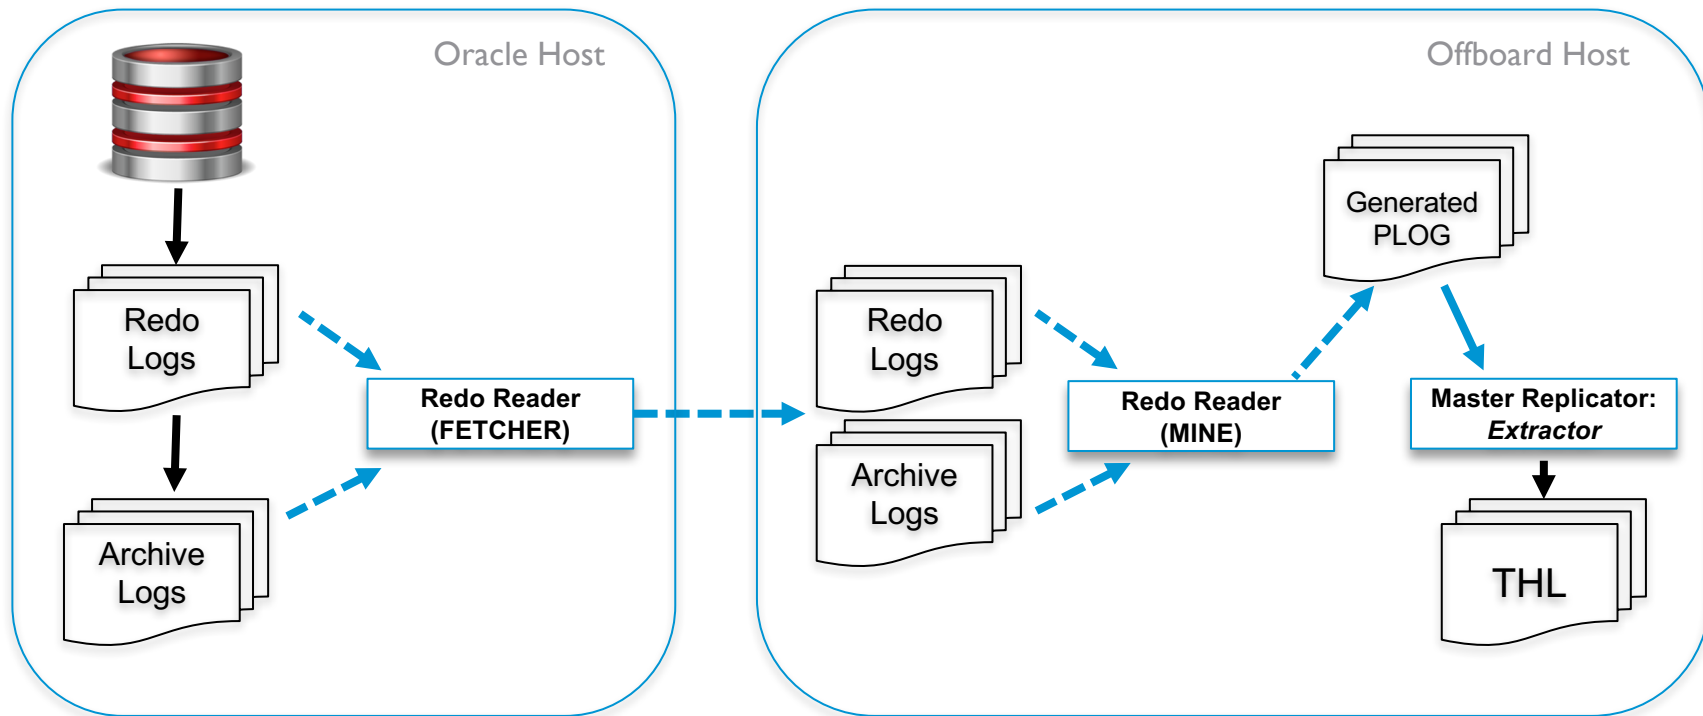 Oracle Host
Redo
Logs
Redo Reader
(FETCHER)
Archive
Logs
Offboard Host
Generated
PLOG
Redo
Logs
Redo Reader
(MINE)
Master Replicator:
Extractor
Archive
Logs
THL